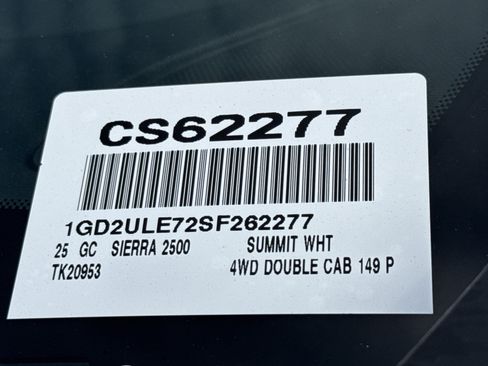 CS62277
1GD2ULE72SF262277
25 GC SIERRA 2500 SUMMIT WHT
TK20953 4WD DOUBLE CAB 149 P